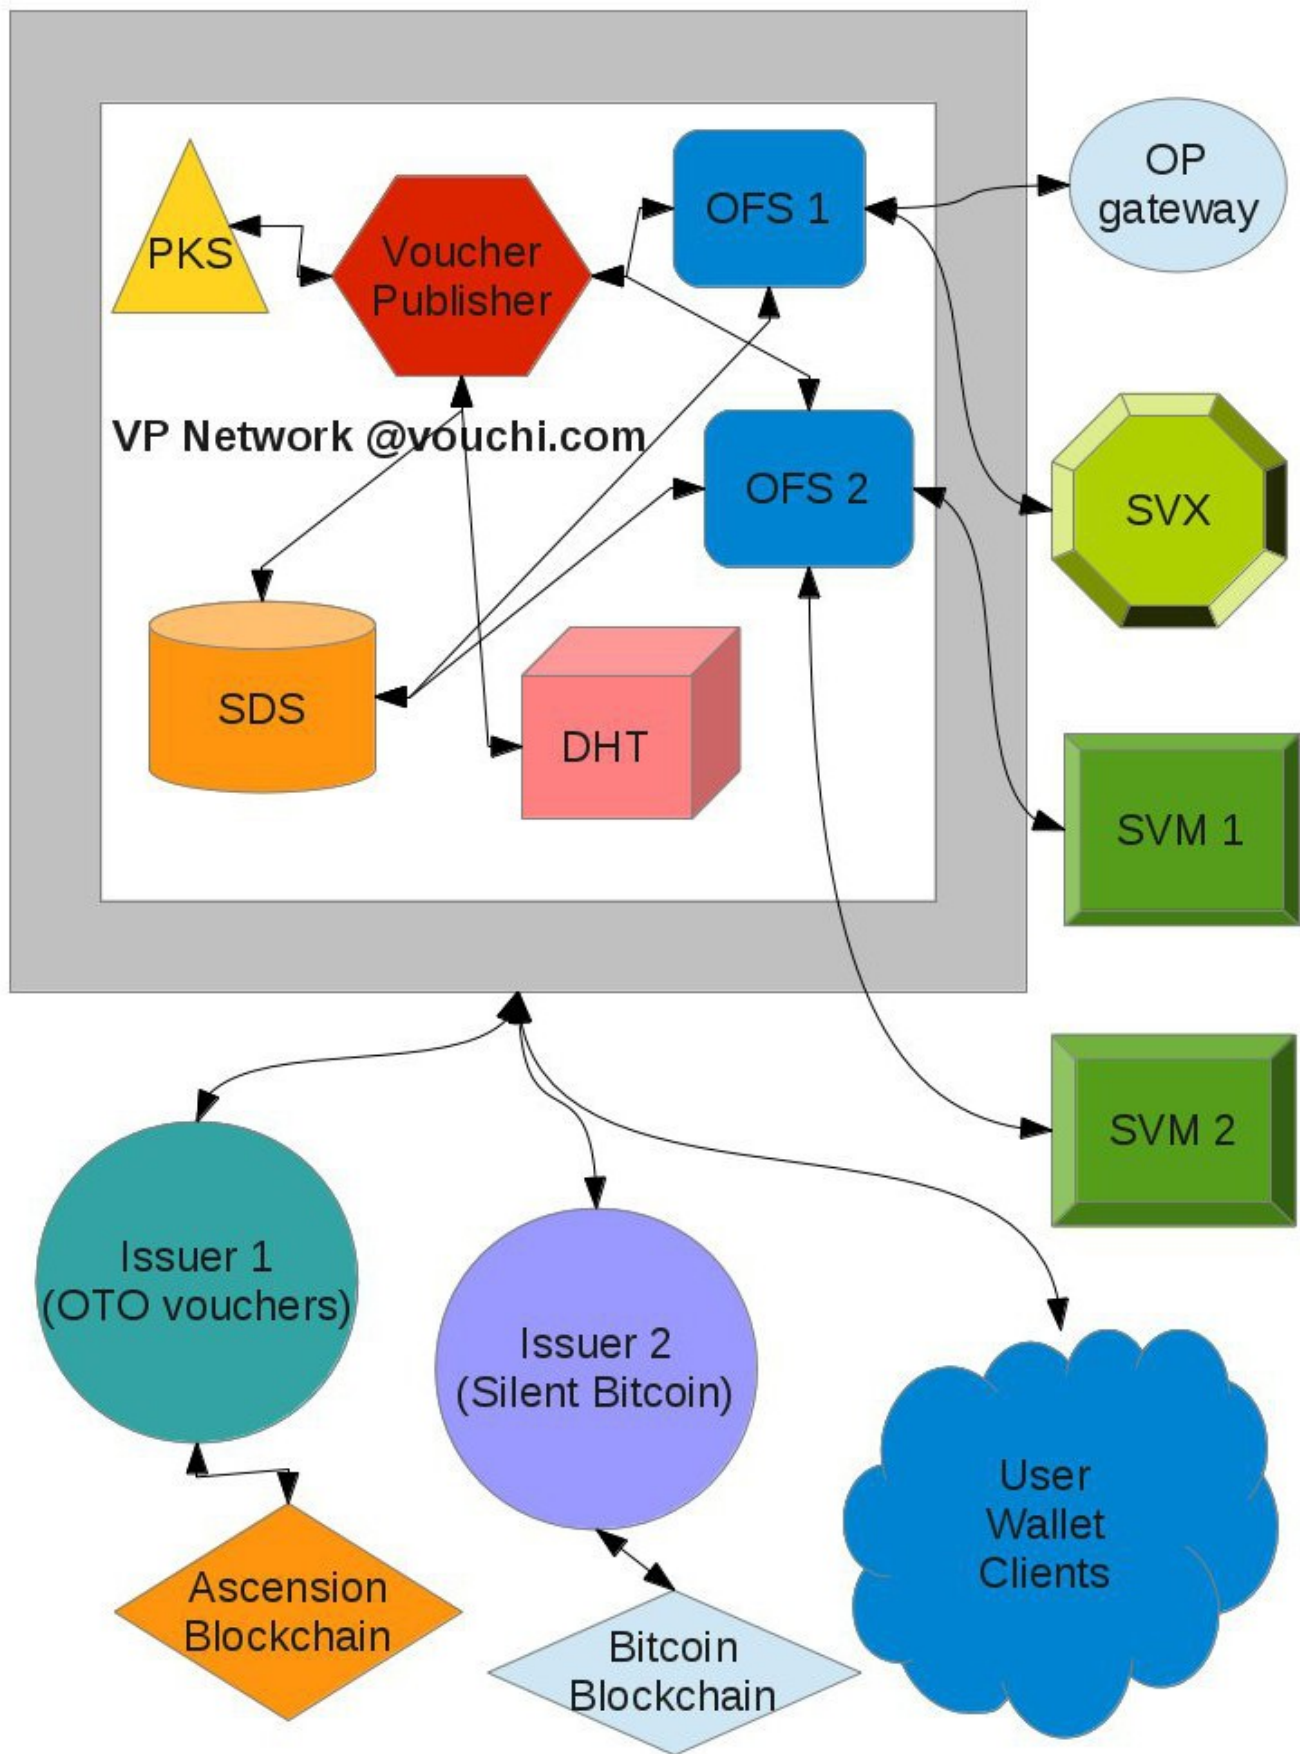 OP
gateway
OFS 1
PKS
Voucher
Publisher
VP Network @vouchi.com
OFS 2
SVX
SDS
DHT
SVM 1
SVM 2
Issuer 1
(OTO vouchers)
Issuer 2
(Silent Bitcoin)
User
Wallet
Clients
Ascension
Blockchain
Bitcoin
Blockchain